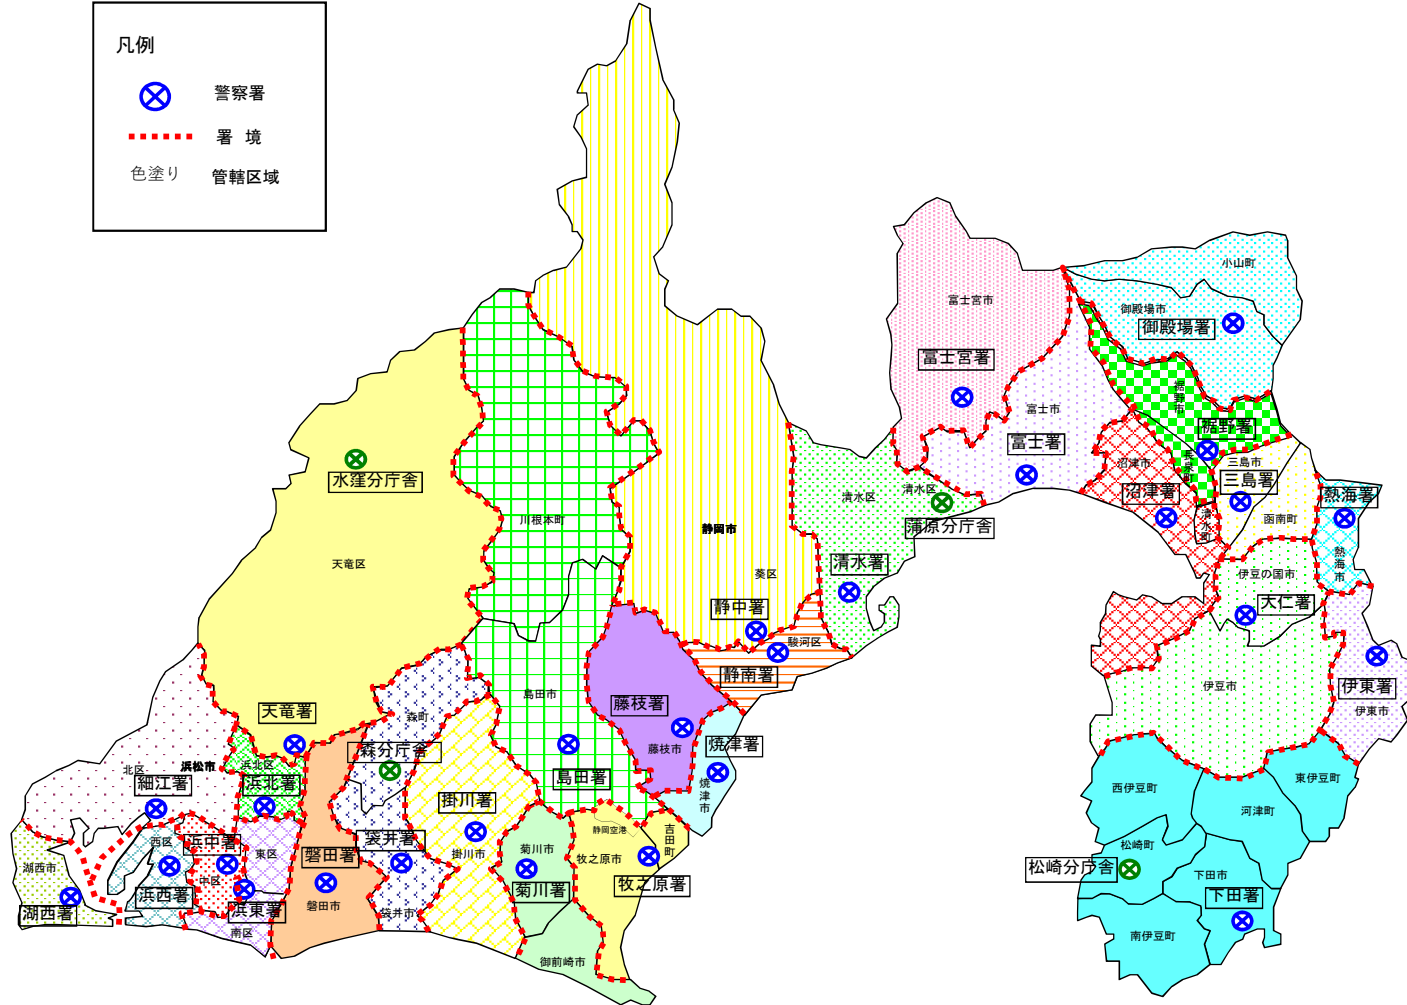 凡例
警察署
署 境
色塗り 管轄区域
小山町
御殿場市
御殿場署
富士宮市
富士宮署
裾野市
裾野署
富士市
富士署
長泉町
沼津市
沼津署
清水町
三島市
三島署
函南町
熱海署
熱海市
水窪分庁舎
天竜区
川根本町
静岡市
葵区
清水区
清水区
蒲原分庁舎
清水署
静中署
駿河区
静南署
伊豆の国市
大仁署
伊豆市
伊東署
伊東市
島田市
島田署
藤枝署
藤枝市
焼津署
焼津市
天竜署
森町
森分庁舎
北区
浜松市
浜北区
細江署
浜北署
掛川署
掛川市
袋井署
袋井市
磐田署
磐田市
西区
浜中署
中区
東区
浜西署
浜東署
南区
湖西市
湖西署
静岡空港
吉田町
菊川市
菊川署
牧之原市
牧之原署
御前崎市
西伊豆町
東伊豆町
河津町
松崎町
松崎分庁舎
下田市
下田署
南伊豆町